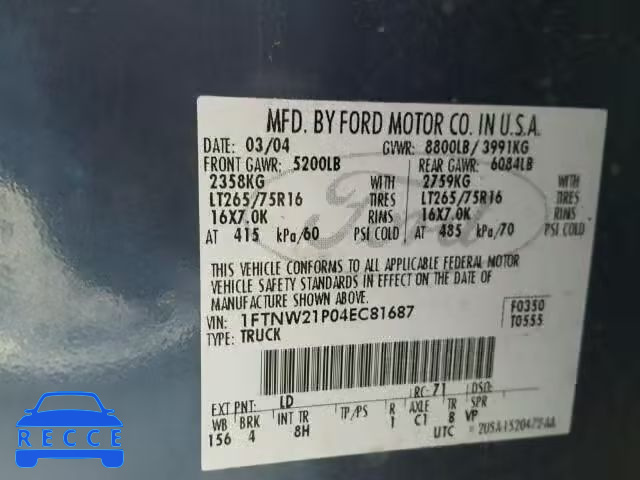 MFD. BY FORD MOTOR CO. IN U.S.A.
DATE: 03/04 GVWR: 8800LB/ 3991KG
FRONT GAWR: 5200LB REAR GAWR: 6084LB
2358KG WITH 2759KG WITH
LT265/75R16 TIRES LT265/75R16 TIRES
16X7.0K RIMS 16X7.0K RIMS
AT 415 kPa/60 PSI COLD AT 485 kPa/70 PSI COLD
Ford
THIS VEHICLE CONFORMS TO ALL APPLICABLE FEDERAL MOTOR
VEHICLE SAFETY STANDARDS IN EFFECT ON THE DATE OF
MANUFACTURE SHOWN ABOVE.
VIN: 1FTNW21P04EC81687 F0350
TYPE: TRUCK T0555
EXT PNT: LD RC: 71 DSO:
WB BRK INT TR TP/PS R AXLE TR SPR
156 4 8H 1 C1 B VP
UTC
RECCE